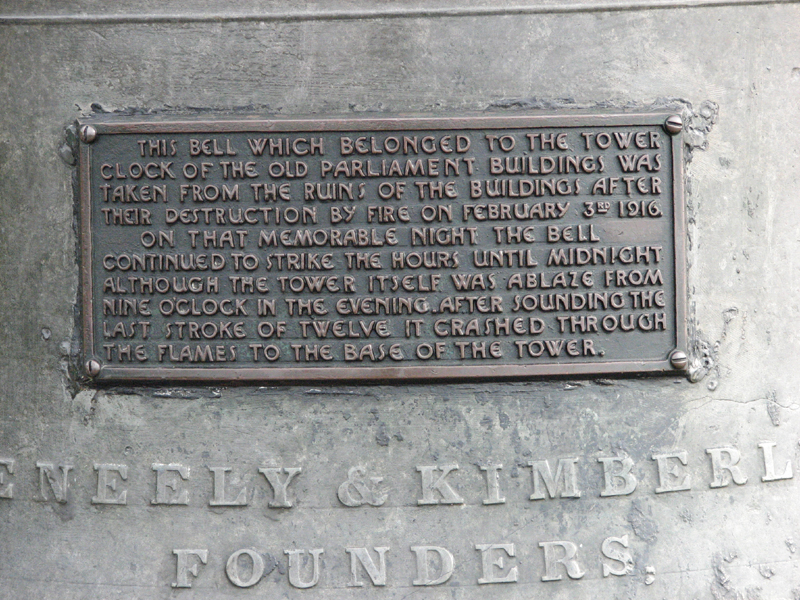 THIS BELL WHICH BELONGED TO THE TOWER
CLOCK OF THE OLD PARLIAMENT BUILDINGS WAS
TAKEN FROM THE RUINS OF THE BUILDINGS AFTER
THEIR DESTRUCTION BY FIRE ON FEBRUARY 3RD 1916.
ON THAT MEMORABLE NIGHT THE BELL
CONTINUED TO STRIKE THE HOURS UNTIL MIDNIGHT
ALTHOUGH THE TOWER ITSELF WAS ABLAZE FROM
NINE O'CLOCK IN THE EVENING. AFTER SOUNDING THE
LAST STROKE OF TWELVE IT CRASHED THROUGH
THE FLAMES TO THE BASE OF THE TOWER.
ENEELY & KIMBERL
FOUNDERS,